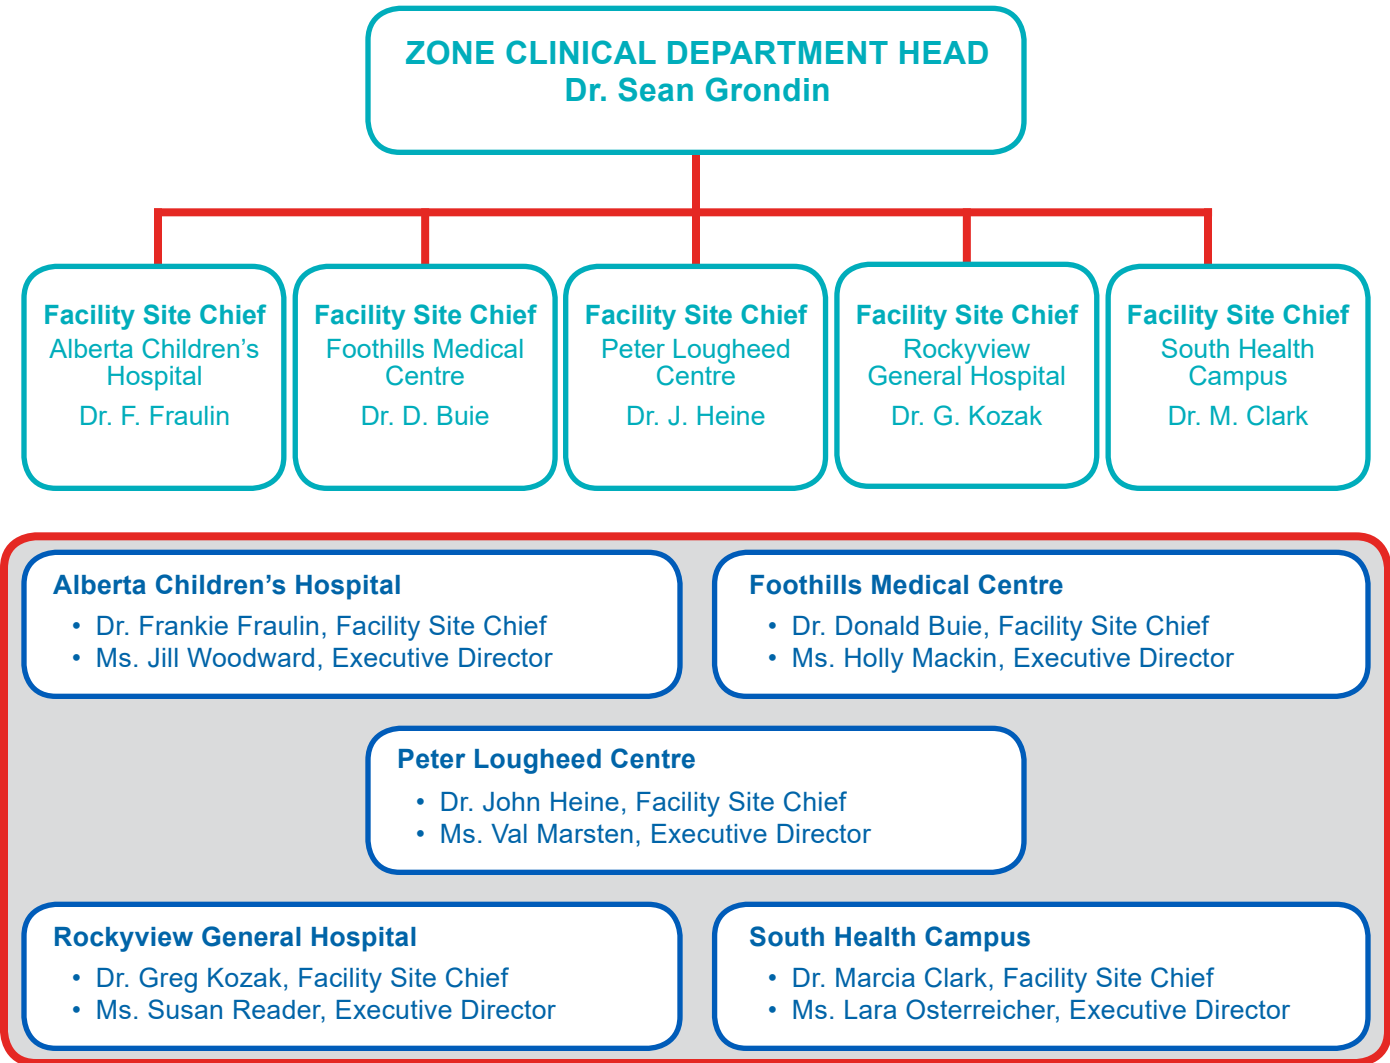 ZONE CLINICAL DEPARTMENT HEAD
Dr. Sean Grondin
Facility Site Chief
Alberta Children's
Hospital
Dr. F. Fraulin
Facility Site Chief
Foothills Medical
Centre
Dr. D. Buie
Facility Site Chief
Peter Lougheed
Centre
Dr. J. Heine
Facility Site Chief
Rockyview
General Hospital
Dr. G. Kozak
Facility Site Chief
South Health
Campus
Dr. M. Clark
Alberta Children's Hospital
• Dr. Frankie Fraulin, Facility Site Chief
• Ms. Jill Woodward, Executive Director
Foothills Medical Centre
• Dr. Donald Buie, Facility Site Chief
• Ms. Holly Mackin, Executive Director
Peter Lougheed Centre
• Dr. John Heine, Facility Site Chief
• Ms. Val Marsten, Executive Director
Rockyview General Hospital
• Dr. Greg Kozak, Facility Site Chief
• Ms. Susan Reader, Executive Director
South Health Campus
• Dr. Marcia Clark, Facility Site Chief
• Ms. Lara Osterreicher, Executive Director